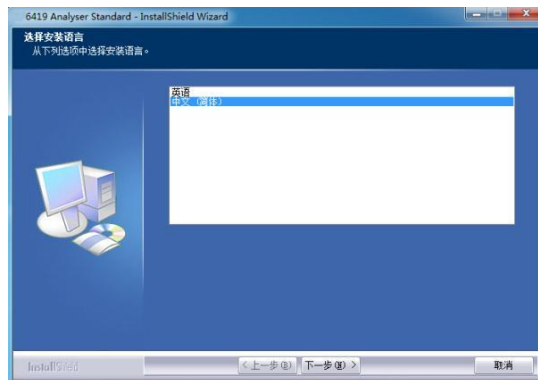 6419 Analyser Standard - InstallShield Wizard
选择安装语言
从下列选项中选择安装语言。
英语
中文 (简体)
InstallShield
<上一步(B) 下一步(N) > 取消